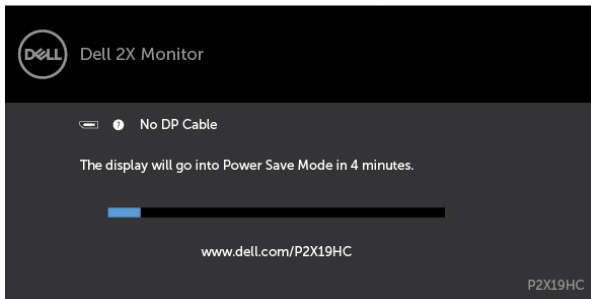 DELL
Dell 2X Monitor
? No DP Cable
The display will go into Power Save Mode in 4 minutes.
www.dell.com/P2X19HC
P2X19HC